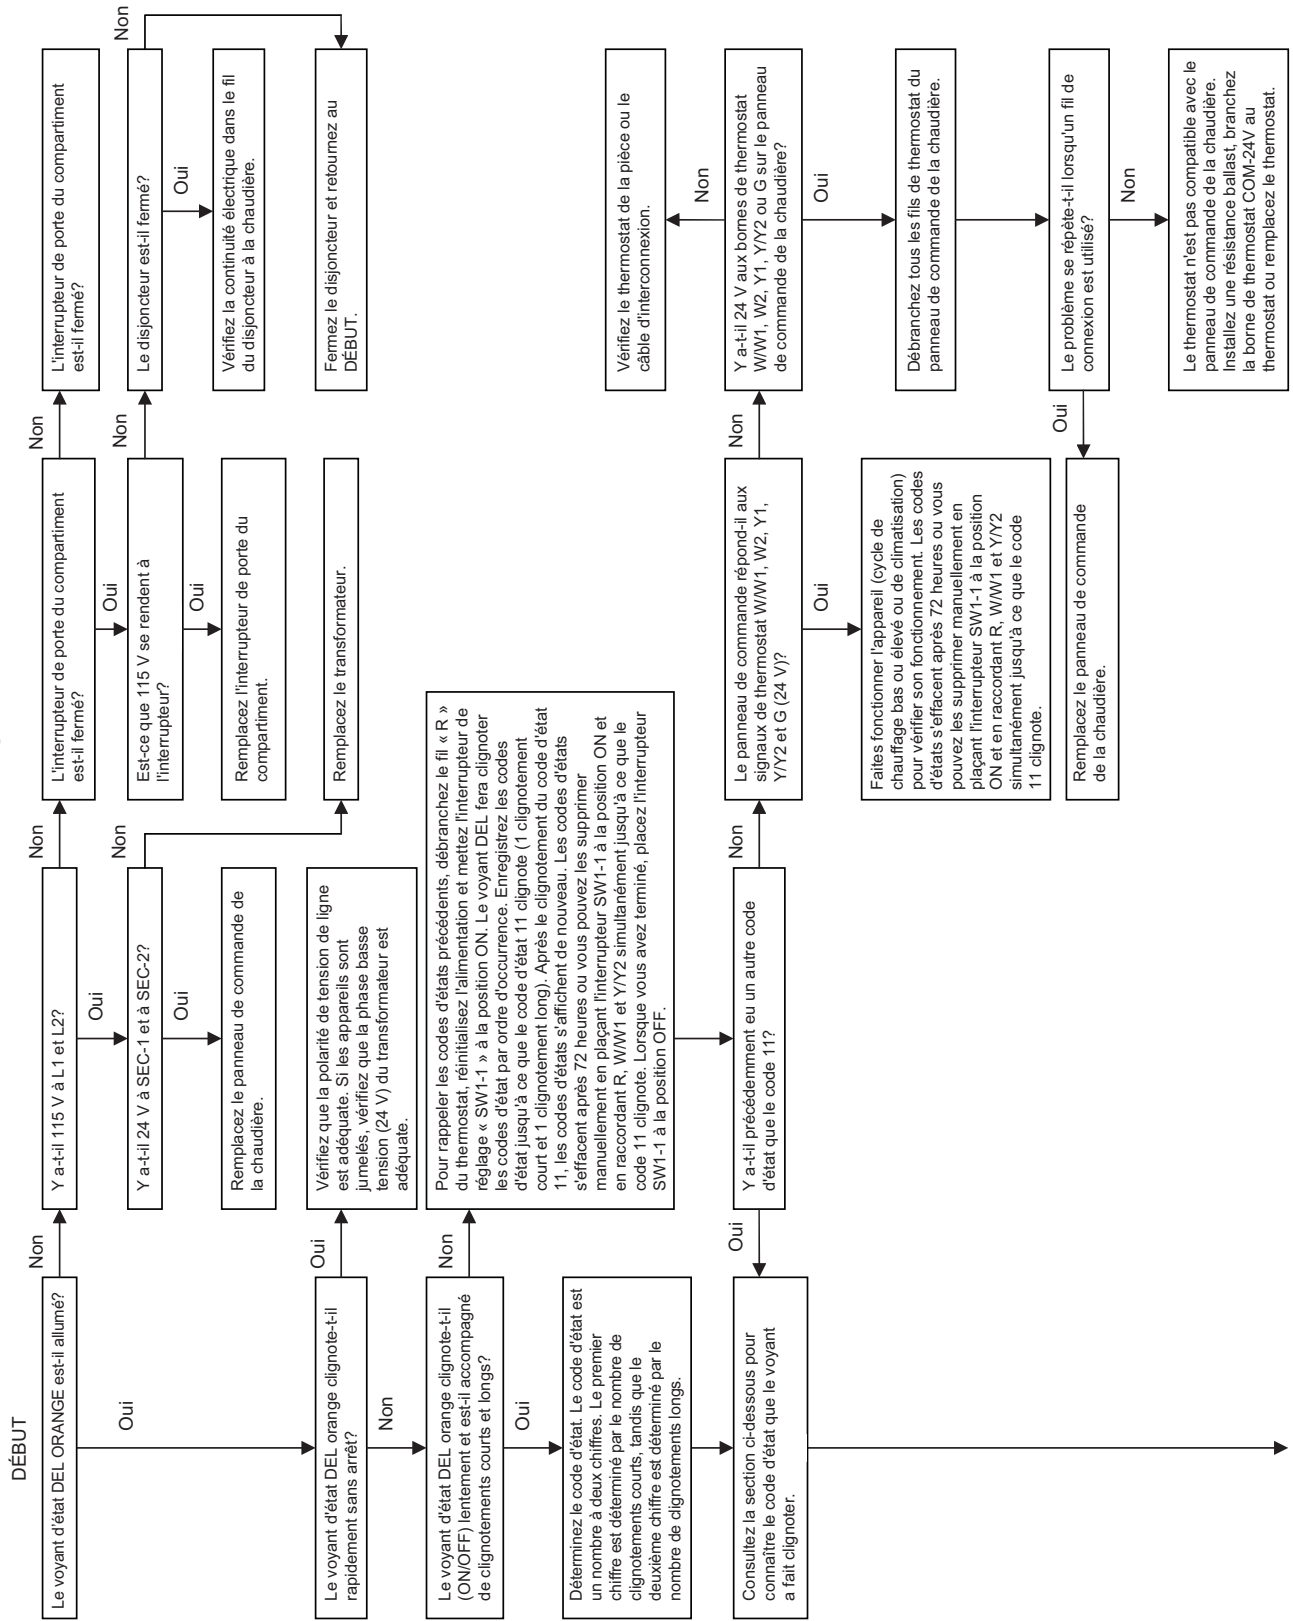 DÉBUT
Le voyant d'état DEL ORANGE est-il allumé?
Non
Y a-t-il 115 V à L1 et L2?
Non
L'interrupteur de porte du compartiment
est-il fermé?
Non
L'interrupteur de porte du compartiment
est-il fermé?
Oui
Oui
Y a-t-il 24 V à SEC-1 et à SEC-2?
Non
Oui
Est-ce que 115 V se rendent à
l'interrupteur?
Non
Le disjoncteur est-il fermé?
Non
Oui
Remplacez le panneau de commande de
la chaudière.
Oui
Remplacez l'interrupteur de porte du
compartiment.
Oui
Vérifiez la continuité électrique dans le fil
du disjoncteur à la chaudière.
Le voyant d'état DEL orange clignote-t-il
rapidement sans arrêt?
Oui
Vérifiez que la polarité de tension de ligne
est adéquate. Si les appareils sont
jumelés, vérifiez que la phase basse
tension (24 V) du transformateur est
adéquate.
Remplacez le transformateur.
Fermez le disjoncteur et retournez au
DÉBUT.
Non
Le voyant d'état DEL orange clignote-t-il
(ON/OFF) lentement et est-il accompagné
de clignotements courts et longs?
Non
Pour rappeler les codes d'états précédents, débranchez le fil « R »
du thermostat, réinitialisez l'alimentation et mettez l'interrupteur de
réglage « SW1-1 » à la position ON. Le voyant DEL fera clignoter
les codes d'état par ordre d'occurrence. Enregistrez les codes
d'état jusqu'à ce que le code d'état 11 clignote (1 clignotement
court et 1 clignotement long). Après le clignotement du code d'état
11, les codes d'états s'affichent de nouveau. Les codes d'états
s'effacent après 72 heures ou vous pouvez les supprimer
manuellement en plaçant l'interrupteur SW1-1 à la position ON et
en raccordant R, W/W1 et Y/Y2 simultanément jusqu'à ce que le
code 11 clignote. Lorsque vous avez terminé, placez l'interrupteur
SW1-1 à la position OFF.
Oui
Déterminez le code d'état. Le code d'état est
un nombre à deux chiffres. Le premier
chiffre est déterminé par le nombre de
clignotements courts, tandis que le
deuxième chiffre est déterminé par le
nombre de clignotements longs.
Vérifiez le thermostat de la pièce ou le
câble d'interconnexion.
Non
Consultez la section ci-dessous pour
connaître le code d'état que le voyant
a fait clignoter.
Oui
Y a-t-il précédemment eu un autre code
d'état que le code 11?
Non
Le panneau de commande répond-il aux
signaux de thermostat W/W1, W2, Y1,
Y/Y2 et G (24 V)?
Non
Y a-t-il 24 V aux bornes de thermostat
W/W1, W2, Y1, Y/Y2 ou G sur le panneau
de commande de la chaudière?
Oui
Oui
Faites fonctionner l'appareil (cycle de
chauffage bas ou élevé ou de climatisation)
pour vérifier son fonctionnement. Les codes
d'états s'effacent après 72 heures ou vous
pouvez les supprimer manuellement en
plaçant l'interrupteur SW1-1 à la position
ON et en raccordant R, W/W1 et Y/Y2
simultanément jusqu'à ce que le code
11 clignote.
Débranchez tous les fils de thermostat du
panneau de commande de la chaudière.
Remplacez le panneau de commande
de la chaudière.
Oui
Le problème se répète-t-il lorsqu'un fil de
connexion est utilisé?
Non
Le thermostat n'est pas compatible avec le
panneau de commande de la chaudière.
Installez une résistance ballast, branchez
la borne de thermostat COM-24V au
thermostat ou remplacez le thermostat.